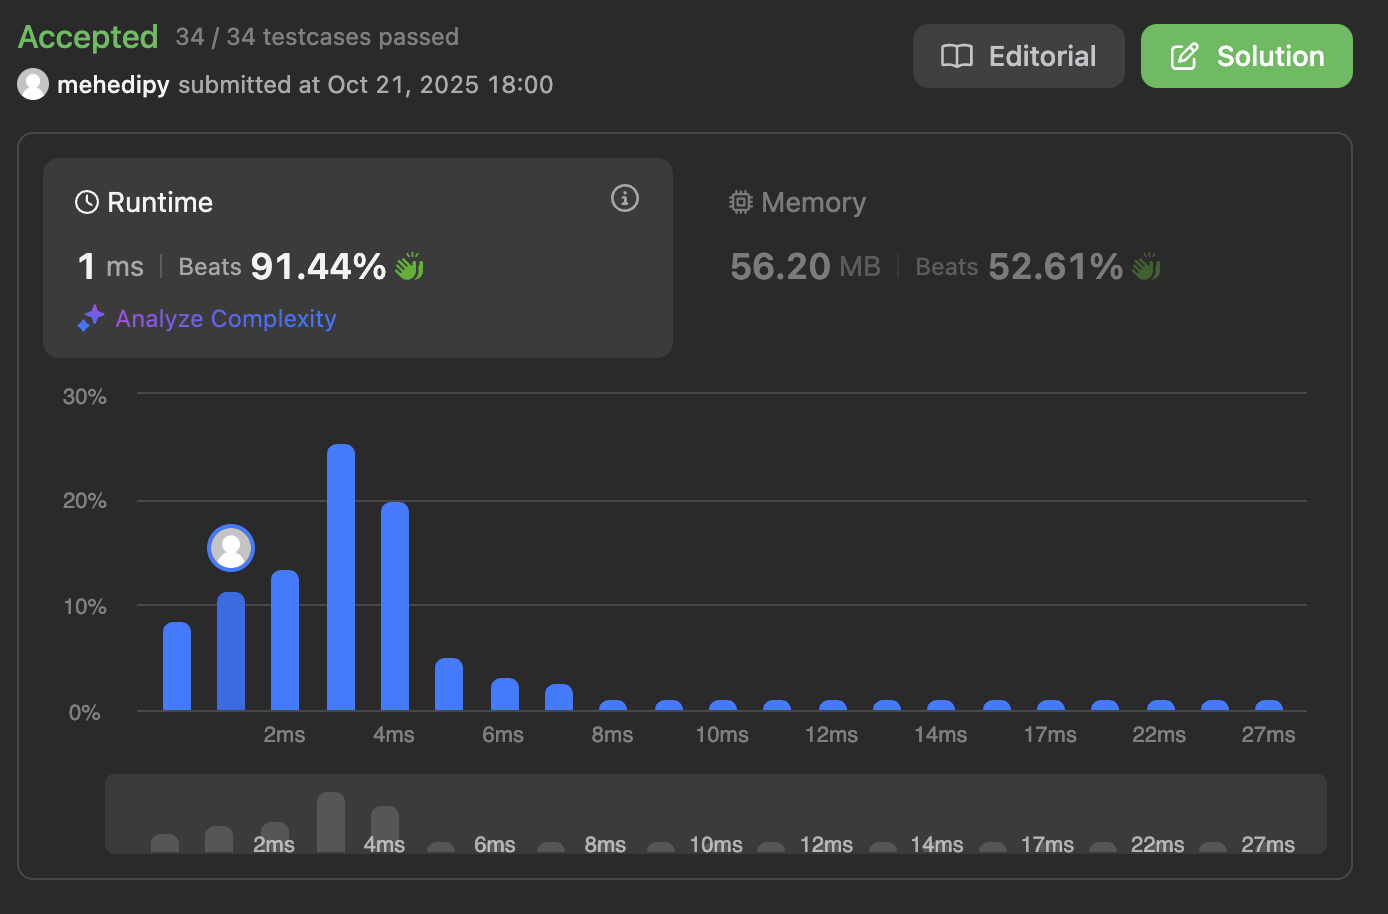 Accepted 34 / 34 testcases passed
mehedipy submitted at Oct 21, 2025 18:00
Editorial
Solution
Runtime
1 ms | Beats 91.44%
Analyze Complexity
Memory
56.20 MB | Beats 52.61%
30%
20%
10%
0%
2ms 4ms 6ms 8ms 10ms 12ms 14ms 17ms 22ms 27ms
2ms 4ms 6ms 8ms 10ms 12ms 14ms 17ms 22ms 27ms